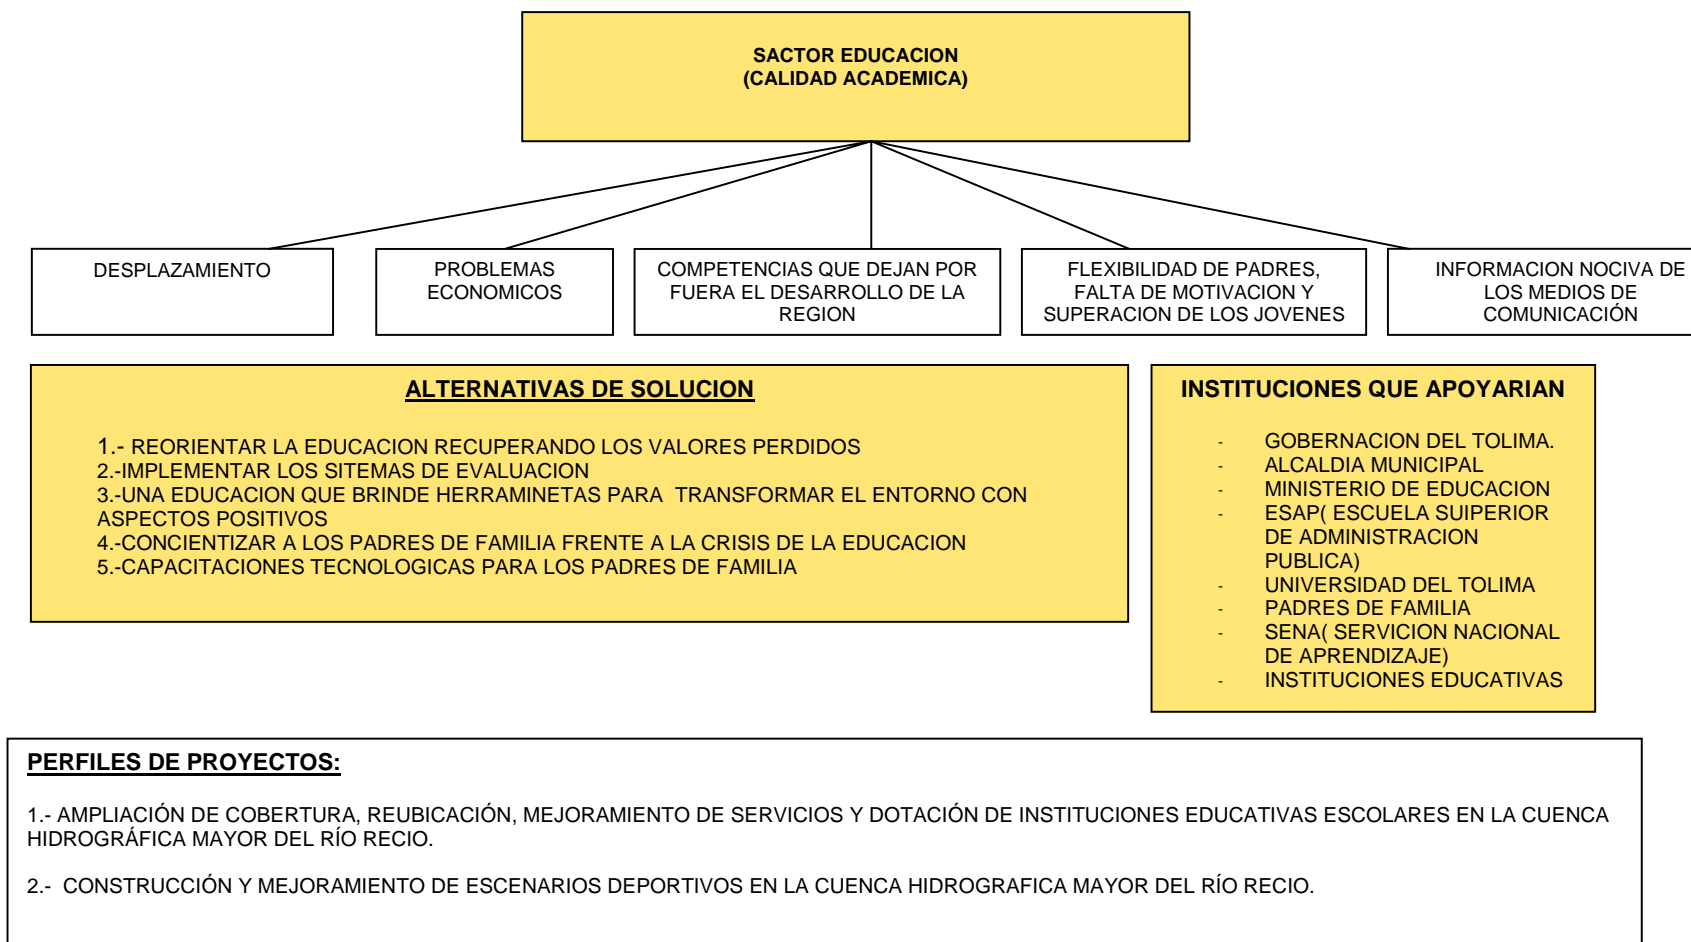 SACTOR EDUCACION
(CALIDAD ACADEMICA)
DESPLAZAMIENTO
PROBLEMAS
ECONOMICOS
COMPETENCIAS QUE DEJAN POR
FUERA EL DESARROLLO DE LA
REGION
FLEXIBILIDAD DE PADRES,
FALTA DE MOTIVACION Y
SUPERACION DE LOS JOVENES
INFORMACION NOCIVA DE
LOS MEDIOS DE
COMUNICACIÓN
ALTERNATIVAS DE SOLUCION
1.- REORIENTAR LA EDUCACION RECUPERANDO LOS VALORES PERDIDOS
2.-IMPLEMENTAR LOS SITEMAS DE EVALUACION
3.-UNA EDUCACION QUE BRINDE HERRAMINETAS PARA  TRANSFORMAR EL ENTORNO CON
ASPECTOS POSITIVOS
4.-CONCIENTIZAR A LOS PADRES DE FAMILIA FRENTE A LA CRISIS DE LA EDUCACION
5.-CAPACITACIONES TECNOLOGICAS PARA LOS PADRES DE FAMILIA
INSTITUCIONES QUE APOYARIAN
- GOBERNACION DEL TOLIMA.
- ALCALDIA MUNICIPAL
- MINISTERIO DE EDUCACION
- ESAP( ESCUELA SUIPERIOR
DE ADMINISTRACION
PUBLICA)
- UNIVERSIDAD DEL TOLIMA
- PADRES DE FAMILIA
- SENA( SERVICION NACIONAL
DE APRENDIZAJE)
- INSTITUCIONES EDUCATIVAS
PERFILES DE PROYECTOS:
1.- AMPLIACIÓN DE COBERTURA, REUBICACIÓN, MEJORAMIENTO DE SERVICIOS Y DOTACIÓN DE INSTITUCIONES EDUCATIVAS ESCOLARES EN LA CUENCA
HIDROGRÁFICA MAYOR DEL RÍO RECIO.
2.-  CONSTRUCCIÓN Y MEJORAMIENTO DE ESCENARIOS DEPORTIVOS EN LA CUENCA HIDROGRAFICA MAYOR DEL RÍO RECIO.